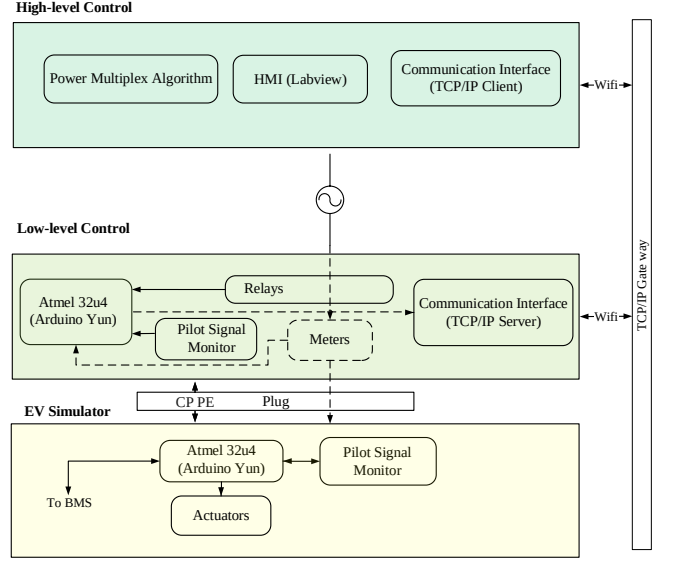 High-level Control
Power Multiplex Algorithm
HMI (Labview)
Communication Interface
(TCP/IP Client)
Wifi
TCP/IP Gate way
Low-level Control
Atmel 32u4
(Arduino Yun)
Relays
Pilot Signal
Monitor
Meters
Communication Interface
(TCP/IP Server)
Wifi
CP PE
Plug
EV Simulator
Atmel 32u4
(Arduino Yun)
Pilot Signal
Monitor
To BMS
Actuators